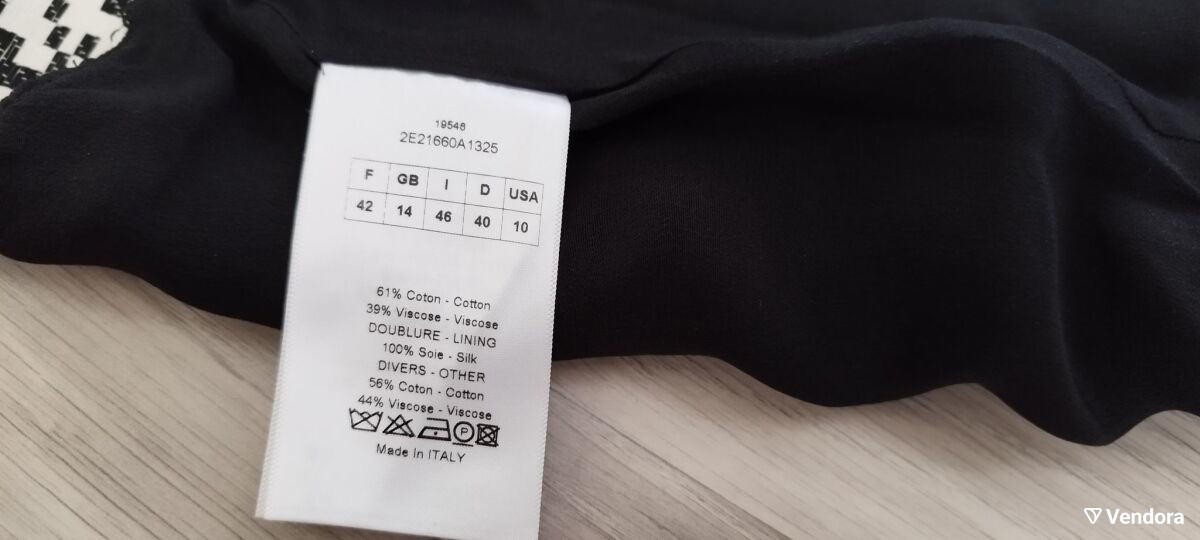 19548
2E21660A1325
F GB I D USA
42 14 46 40 10
61% Coton - Cotton
39% Viscose - Viscose
DOUBLURE - LINING
100% Soie - Silk
DIVERS - OTHER
56% Coton - Cotton
44% Viscose - Viscose
P
Made In ITALY
Vendora